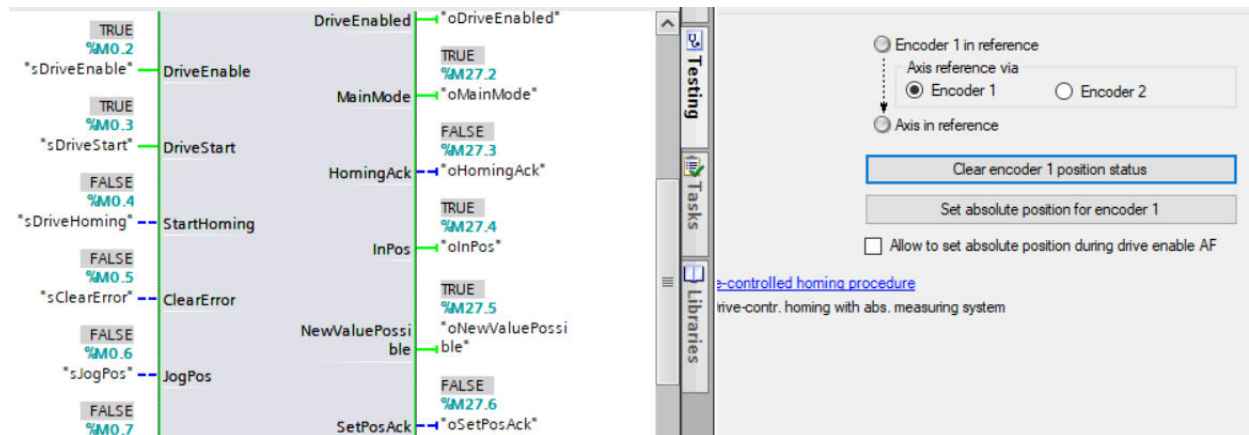 DriveEnabled
"oDriveEnabled"
TRUE
%M0.2
"sDriveEnable"
DriveEnable
TRUE
%M27.2
MainMode
"oMainMode"
TRUE
%M0.3
"sDriveStart"
DriveStart
FALSE
%M27.3
HomingAck
"oHomingAck"
FALSE
%M0.4
"sDriveHoming"
StartHoming
TRUE
%M27.4
InPos
"oInPos"
FALSE
%M0.5
"sClearError"
ClearError
TRUE
%M27.5
NewValuePossi
ble
"oNewValuePossi
ble"
FALSE
%M0.6
"sJogPos"
JogPos
FALSE
%M27.6
SetPosAck
"oSetPosAck"
FALSE
%M0.7
Testing
Tasks
Libraries
Encoder 1 in reference
Axis reference via
Encoder 1
Encoder 2
Axis in reference
Clear encoder 1 position status
Set absolute position for encoder 1
Allow to set absolute position during drive enable AF
e-controlled homing procedure
rive-contr. homing with abs. measuring system